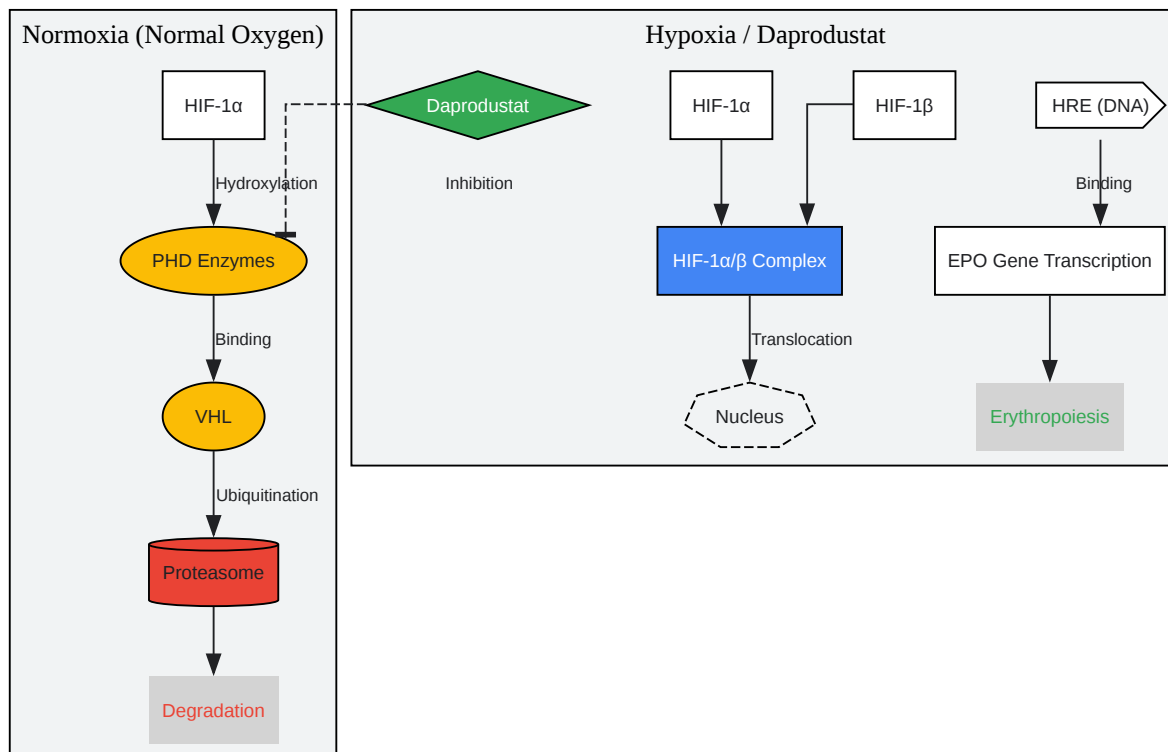 Normoxia (Normal Oxygen)
HIF-1α
Hydroxylation
PHD Enzymes
Binding
VHL
Ubiquitination
Proteasome
Degradation
Hypoxia / Daprodustat
Daprodustat
Inhibition
HIF-1α
HIF-1β
HIF-1α/β Complex
Translocation
Nucleus
HRE (DNA)
Binding
EPO Gene Transcription
Erythropoiesis